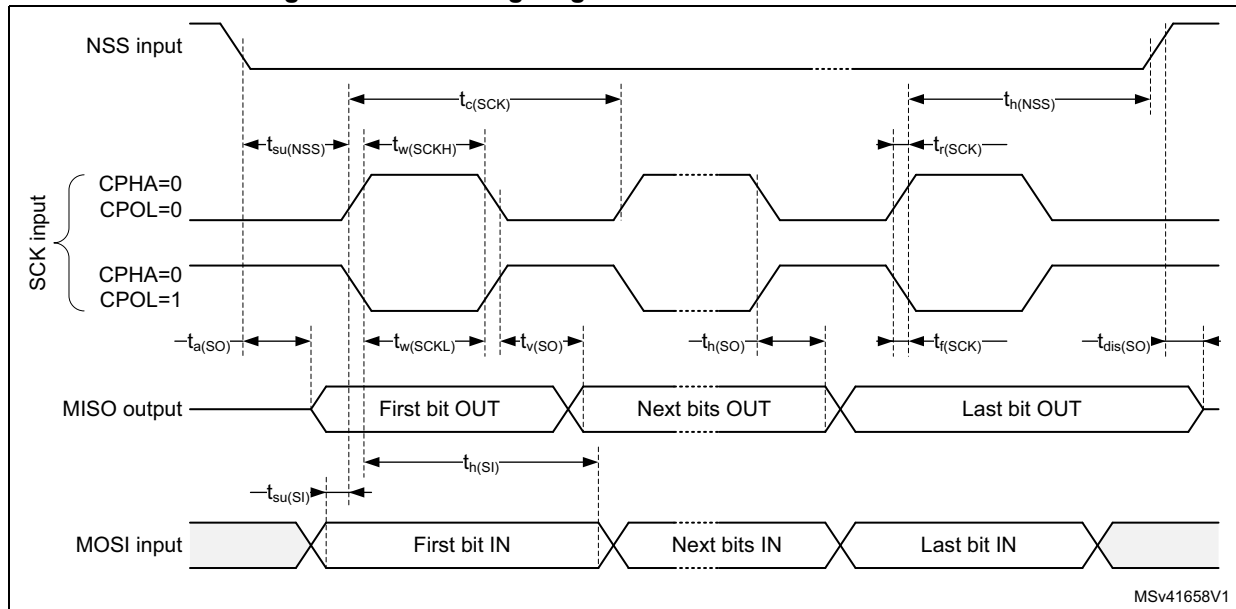 NSS input
tc(SCK)
th(NSS)
tsu(NSS)
tw(SCKH)
tr(SCK)
SCK input
CPHA=0
CPOL=0
CPHA=0
CPOL=1
ta(SO)
tw(SCKL)
tv(SO)
th(SO)
tf(SCK)
tdis(SO)
MISO output
First bit OUT
Next bits OUT
Last bit OUT
th(SI)
tsu(SI)
MOSI input
First bit IN
Next bits IN
Last bit IN
MSv41658V1